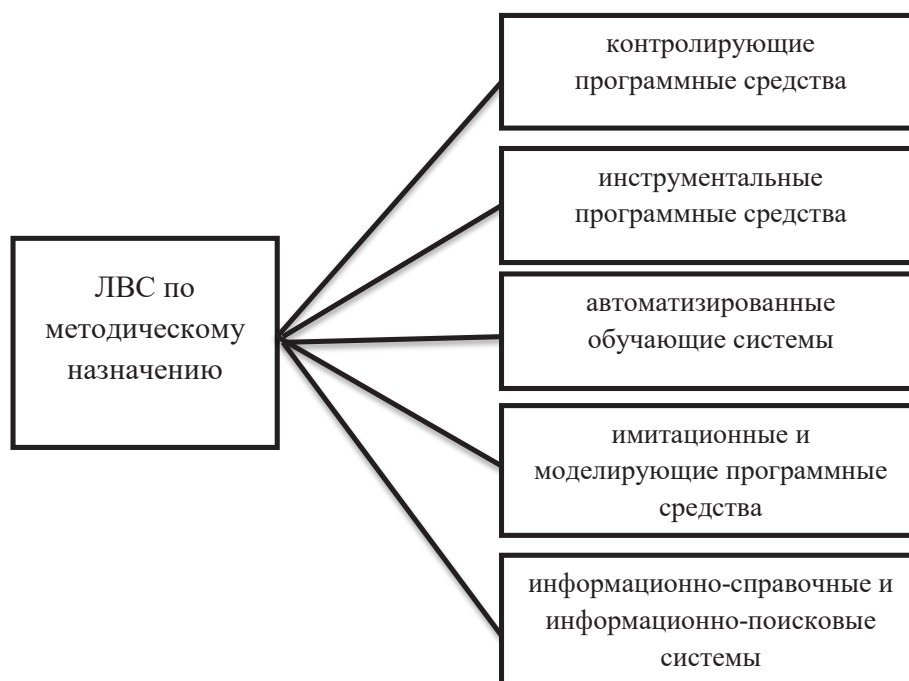 ЛВС по
методическому
назначению
контролирующие
программные средства
инструментальные
программные средства
автоматизированные
обучающие системы
имитационные и
моделирующие программные
средства
информационно-справочные и
информационно-поисковые
системы